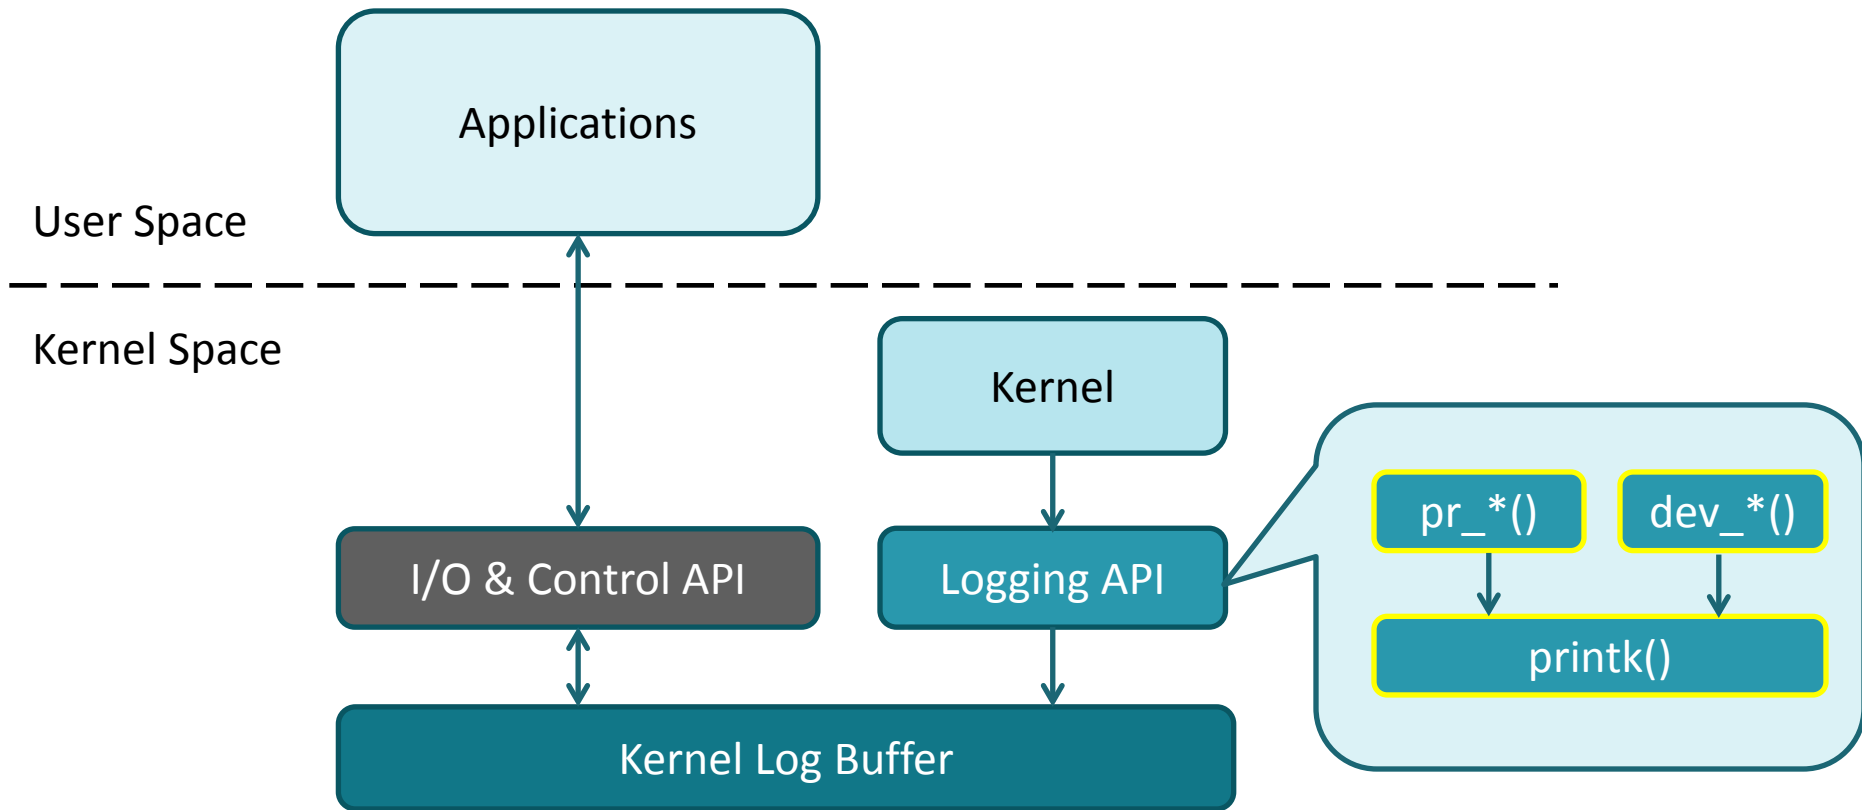 Applications
User Space
Kernel Space
Kernel
pr_*()
dev_*()
I/O & Control API
Logging API
printk()
Kernel Log Buffer